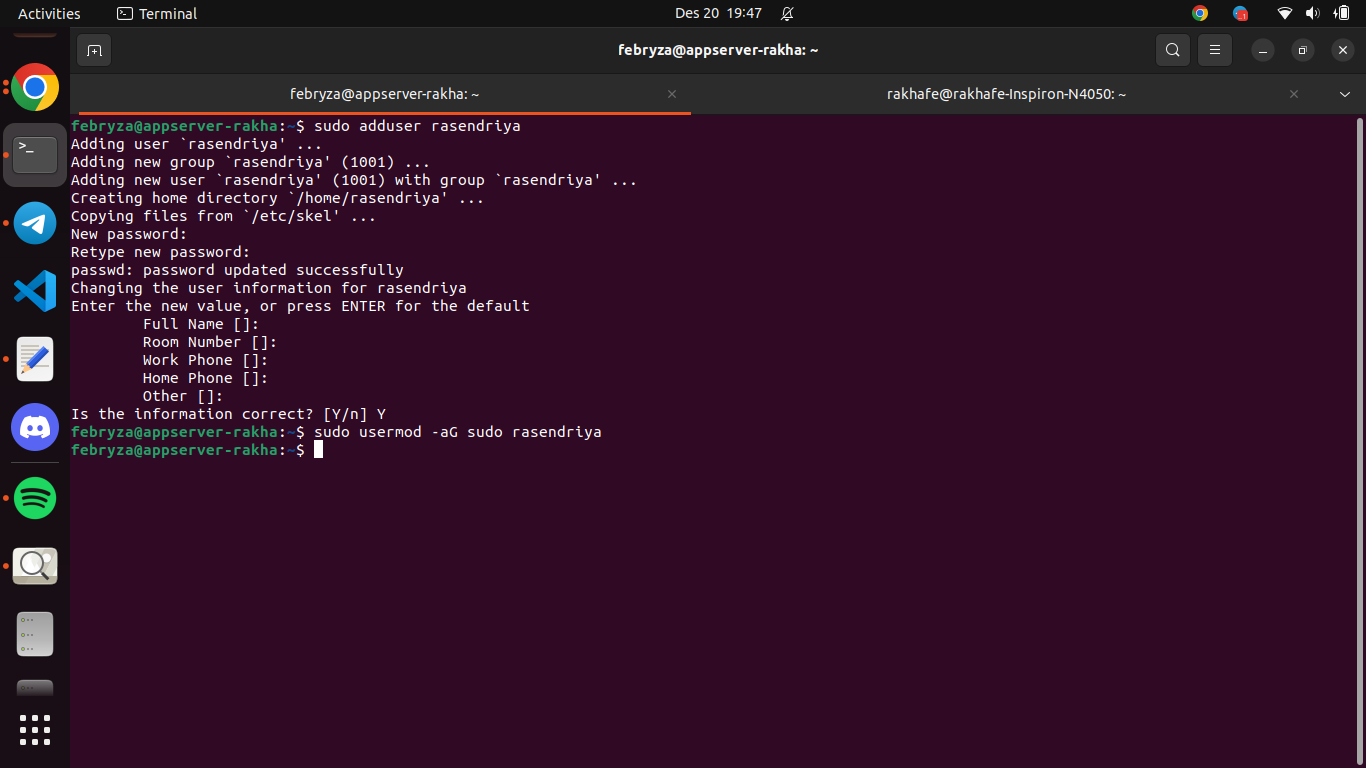 Activities
Terminal
Des 20 19:47
febryza@appserver-rakha: ~
febryza@appserver-rakha: ~
rakhafe@rakhafe-Inspiron-N4050: ~
febryza@appserver-rakha:~$ sudo adduser rasendriya
Adding user `rasendriya' ...
Adding new group `rasendriya' (1001) ...
Adding new user `rasendriya' (1001) with group `rasendriya' ...
Creating home directory `/home/rasendriya' ...
Copying files from `/etc/skel' ...
New password:
Retype new password:
passwd: password updated successfully
Changing the user information for rasendriya
Enter the new value, or press ENTER for the default
Full Name []:
Room Number []:
Work Phone []:
Home Phone []:
Other []:
Is the information correct? [Y/n] Y
febryza@appserver-rakha:~$ sudo usermod -aG sudo rasendriya
febryza@appserver-rakha:~$